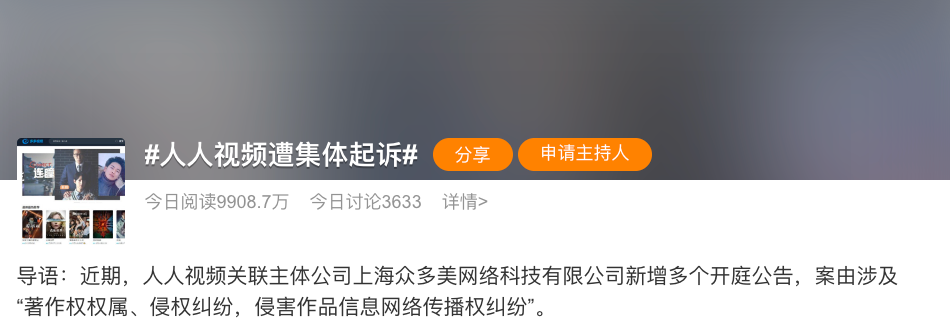 #人人视频遭集体起诉#
分享
申请主持人
今日阅读9908.7万 今日讨论3633 详情>
导语：近期，人人视频关联主体公司上海众多美网络科技有限公司新增多个开庭公告，案由涉及
“著作权权属、侵权纠纷，侵害作品信息网络传播权纠纷”。